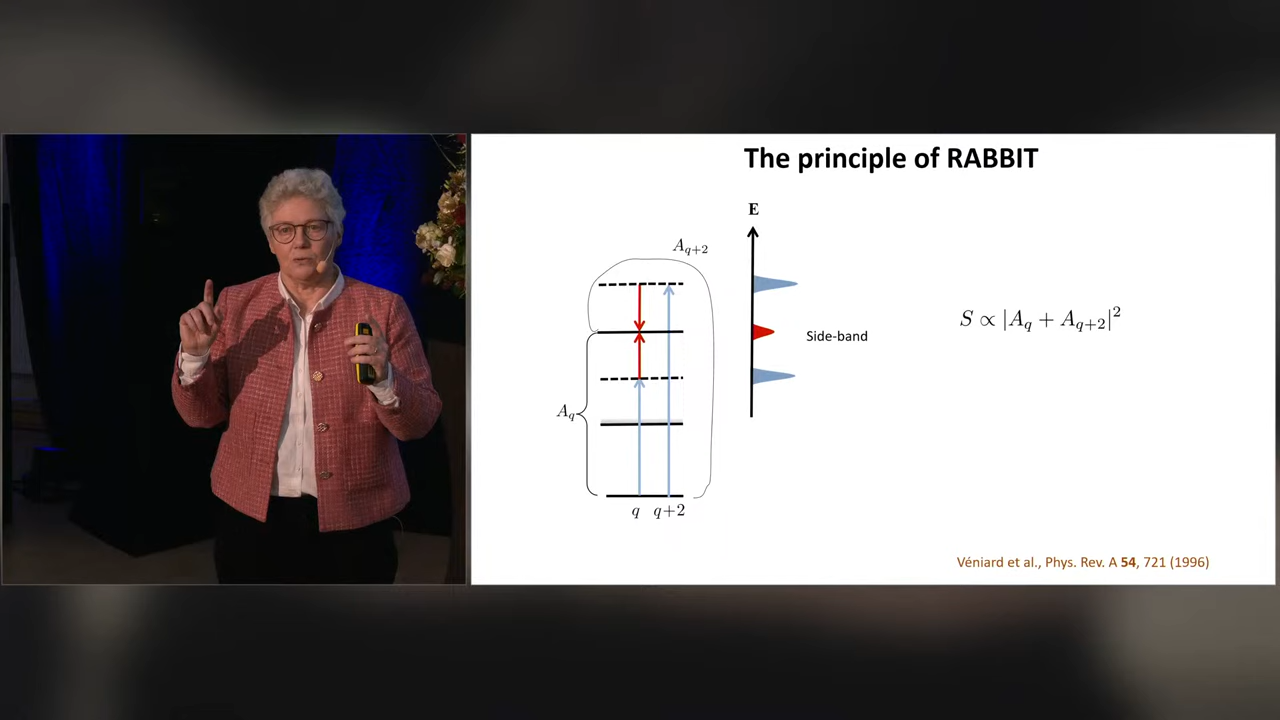 The principle of RABBIT
E
A_{q+2}
S ∝ |A_q + A_{q+2}|^2
Side-band
A_q
q q+2
Véniard et al., Phys. Rev. A 54, 721 (1996)